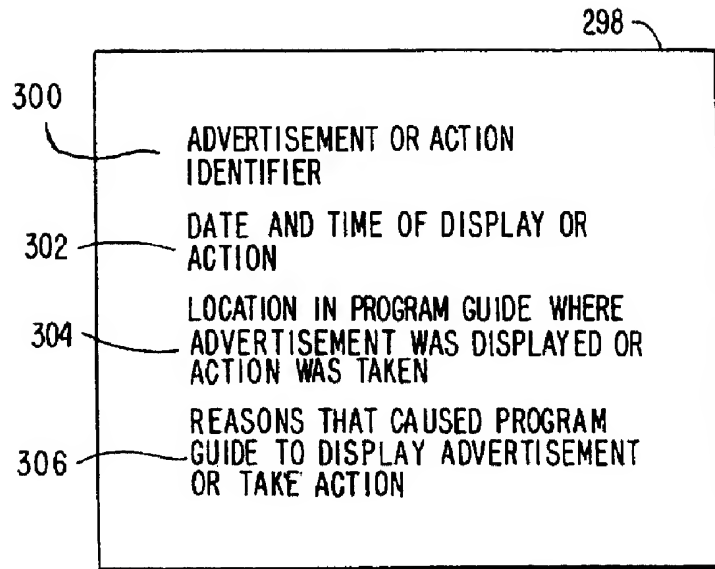 298
300
ADVERTISEMENT OR ACTION
IDENTIFIER
302
DATE AND TIME OF DISPLAY OR
ACTION
304
LOCATION IN PROGRAM GUIDE WHERE
ADVERTISEMENT WAS DISPLAYED OR
ACTION WAS TAKEN
306
REASONS THAT CAUSED PROGRAM
GUIDE TO DISPLAY ADVERTISEMENT
OR TAKE ACTION